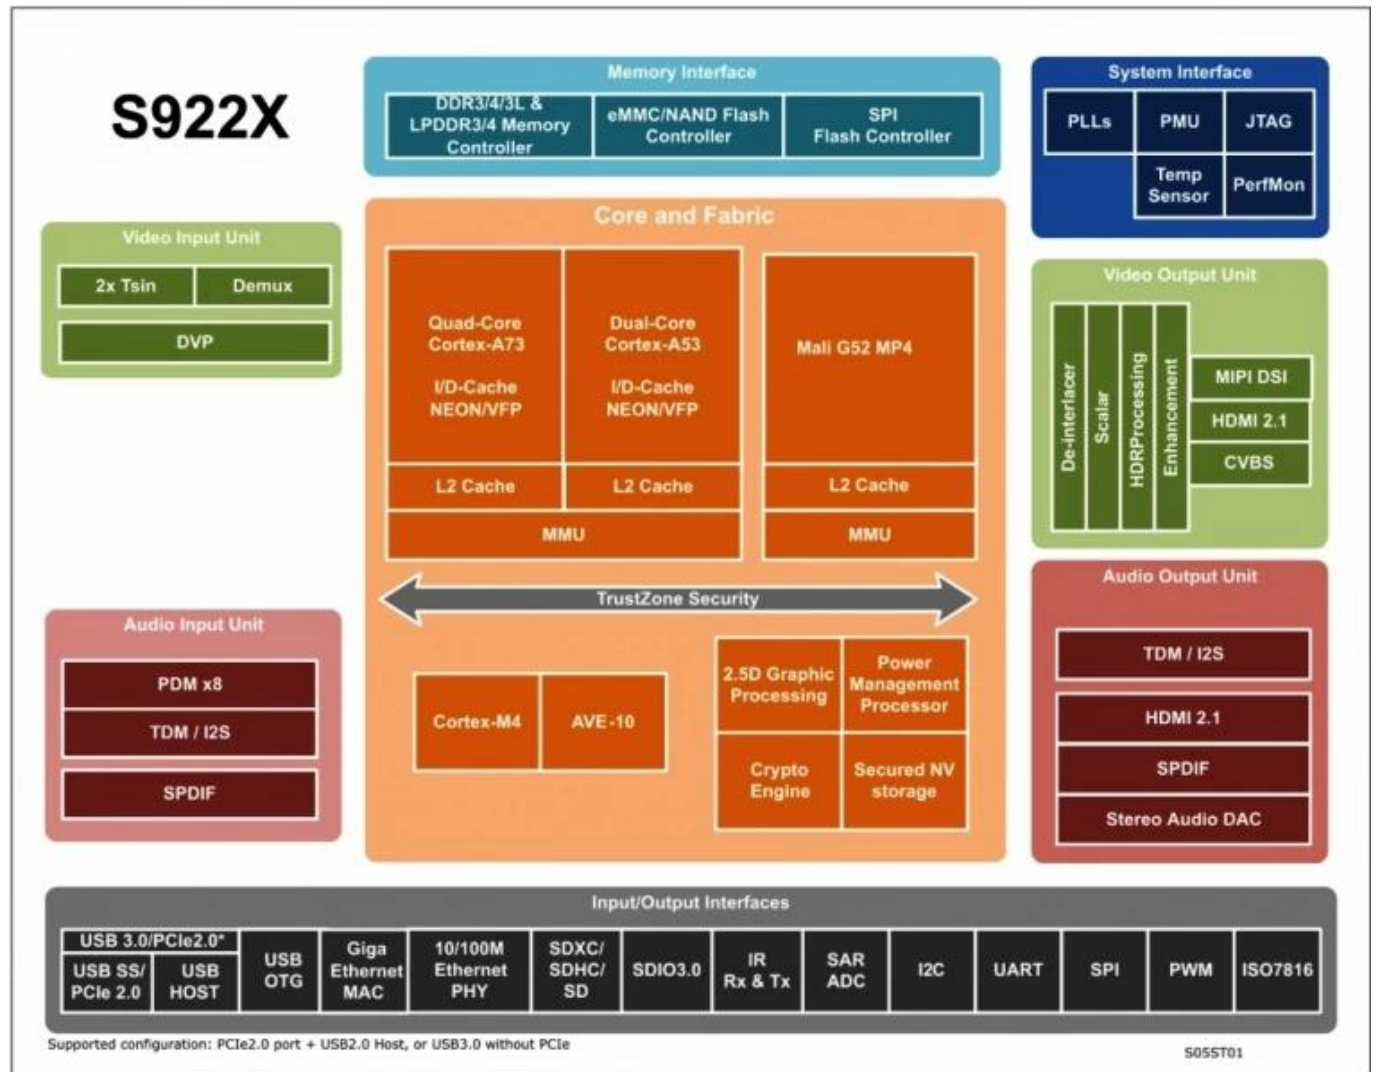 S922X
Memory Interface
DDR3/4/3L &
LPDDR3/4 Memory
Controller
eMMC/NAND Flash
Controller
SPI
Flash Controller
System Interface
PLLs
PMU
JTAG
Temp
Sensor
PerfMon
Video Input Unit
2x Tsin
Demux
DVP
Core and Fabric
Quad-Core
Cortex-A73
I/D-Cache
NEON/VFP
Dual-Core
Cortex-A53
I/D-Cache
NEON/VFP
Mali G52 MP4
L2 Cache
L2 Cache
L2 Cache
MMU
MMU
TrustZone Security
Cortex-M4
AVE-10
2.5D Graphic
Processing
Power
Management
Processor
Crypto
Engine
Secured NV
storage
Video Output Unit
De-interlacer
Scalar
HDRProcessing
Enhancement
MIPI DSI
HDMI 2.1
CVBS
Audio Input Unit
PDM x8
TDM / I2S
SPDIF
Audio Output Unit
TDM / I2S
HDMI 2.1
SPDIF
Stereo Audio DAC
Input/Output Interfaces
USB 3.0/PCIe2.0*
USB SS/
PCIe 2.0
USB
HOST
USB
OTG
Giga
Ethernet
MAC
10/100M
Ethernet
PHY
SDXC/
SDHC/
SD
SDIO3.0
IR
Rx & Tx
SAR
ADC
I2C
UART
SPI
PWM
ISO7816
Supported configuration: PCIe2.0 port + USB2.0 Host, or USB3.0 without PCIe
S05ST01